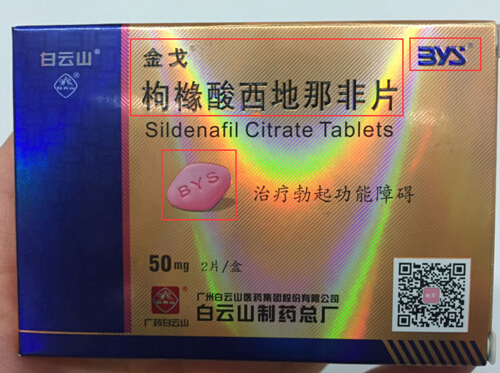 白云山®
金戈®
BYS®
枸橼酸西地那非片
Sildenafil Citrate Tablets
BYS
治疗勃起功能障碍
50mg 2片/盒
广州白云山医药集团股份有限公司
白云山制药总厂
广药白云山